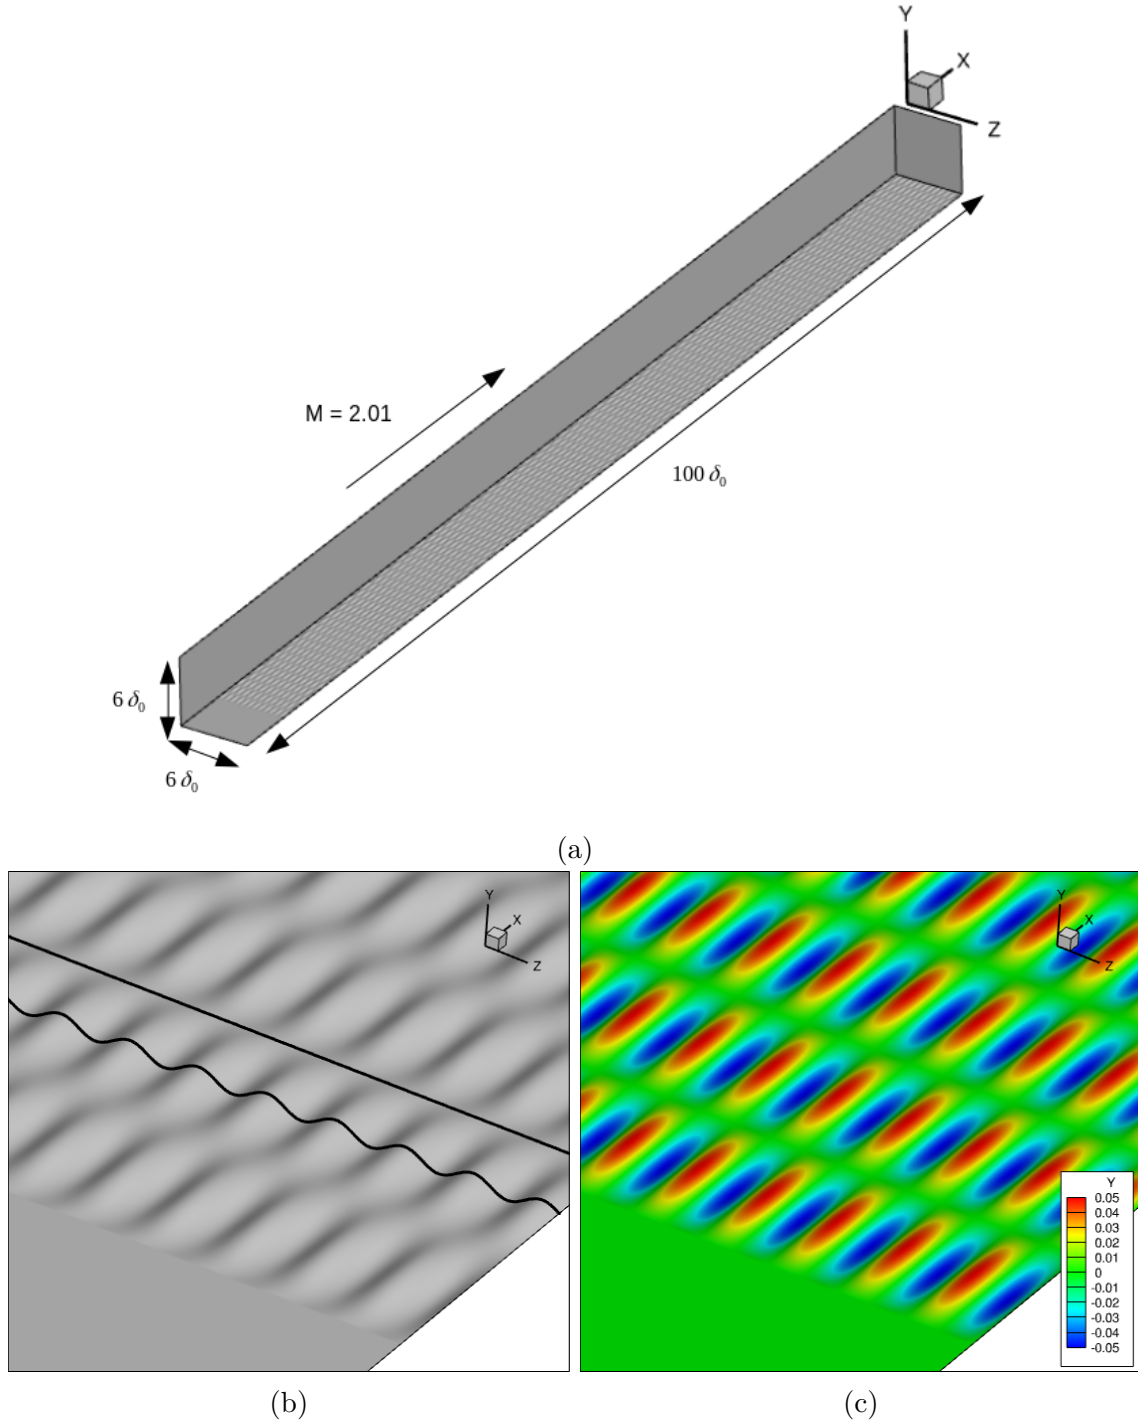 Y
X
Z
M = 2.01
100 δ₀
6 δ₀
6 δ₀
(a)
Y
X
Z
Y
X
Z
Y
0.05
0.04
0.03
0.02
0.01
0
-0.01
-0.02
-0.03
-0.04
-0.05
(b)
(c)